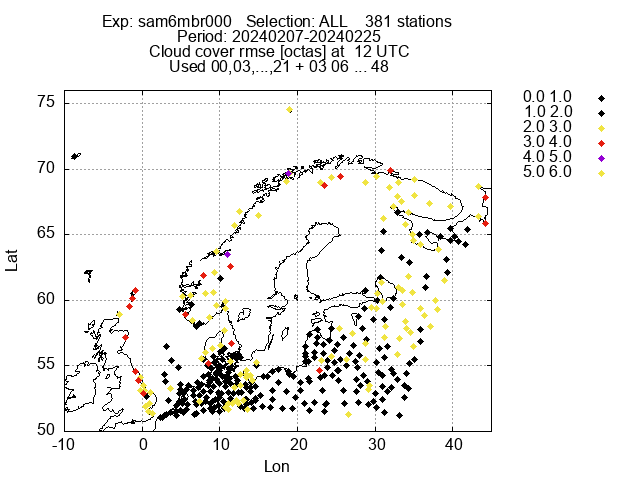 Exp: sam6mbr000 Selection: ALL 381 stations
Period: 20240207-20240225
Cloud cover rmse [octas] at 12 UTC
Used 00,03,...,21 + 03 06 ... 48
0.0 1.0
1.0 2.0
2.0 3.0
3.0 4.0
4.0 5.0
5.0 6.0
75
70
65
60
55
50
Lat
-10 0 10 20 30 40
Lon